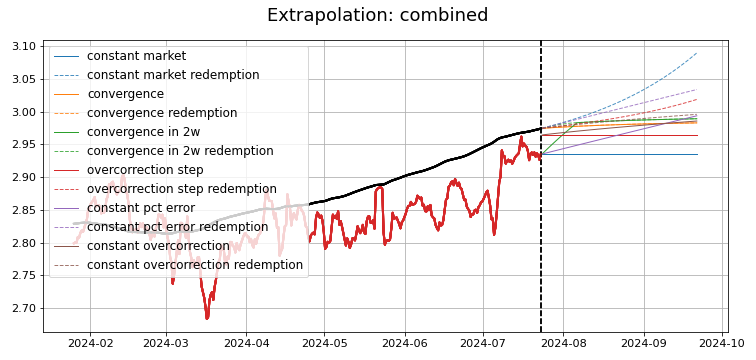 Extrapolation: combined
3.10
3.05
3.00
2.95
2.90
2.85
2.80
2.75
2.70
constant market
constant market redemption
convergence
convergence redemption
convergence in 2w
convergence in 2w redemption
overcorrection step
overcorrection step redemption
constant pct error
constant pct error redemption
constant overcorrection
constant overcorrection redemption
2024-02 2024-03 2024-04 2024-05 2024-06 2024-07 2024-08 2024-09 2024-10